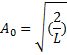 A₀ = √(2/L)